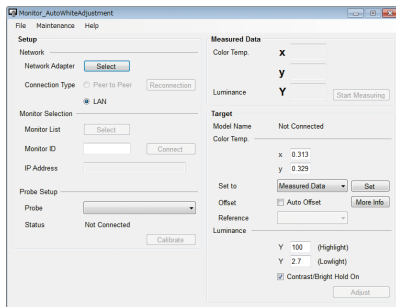 Monitor_AutoWhiteAdjustment
File Maintenance Help
Setup
Network
Network Adapter Select
Connection Type Peer to Peer Reconnection
LAN
Monitor Selection
Monitor List Select
Monitor ID Connect
IP Address
Probe Setup
Probe
Status Not Connected
Calibrate
Measured Data
Color Temp. x
y
Luminance Y Start Measuring
Target
Model Name Not Connected
Color Temp.
x 0.313
y 0.329
Set to Measured Data Set
Offset Auto Offset More Info
Reference
Luminance
Y 100 (Highlight)
Y 2.7 (Lowlight)
Contrast/Bright Hold On
Adjust